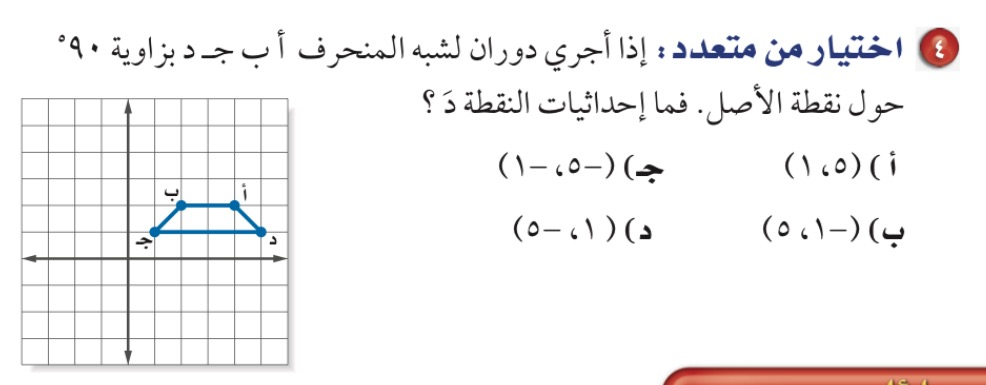 ٤ اختيار من متعدد: إذا أجري دوران لشبه المنحرف أ ب جـ د بزاوية ٩٠°
حول نقطة الأصل. فما إحداثيات النقطة دَ ؟
أ ) (٥، ١) جـ) (-٥، -١)
ب) (-١، ٥) د) (١، -٥)
ب أ
جـ د